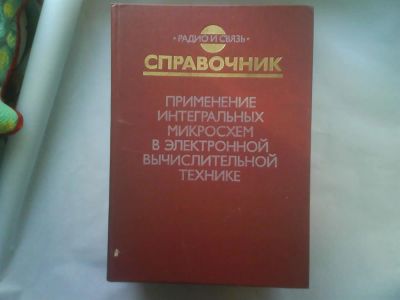 • РАДИО И СВЯЗЬ •
СПРАВОЧНИК
ПРИМЕНЕНИЕ
ИНТЕГРАЛЬНЫХ
МИКРОСХЕМ
В ЭЛЕКТРОННОЙ
ВЫЧИСЛИТЕЛЬНОЙ
ТЕХНИКЕ